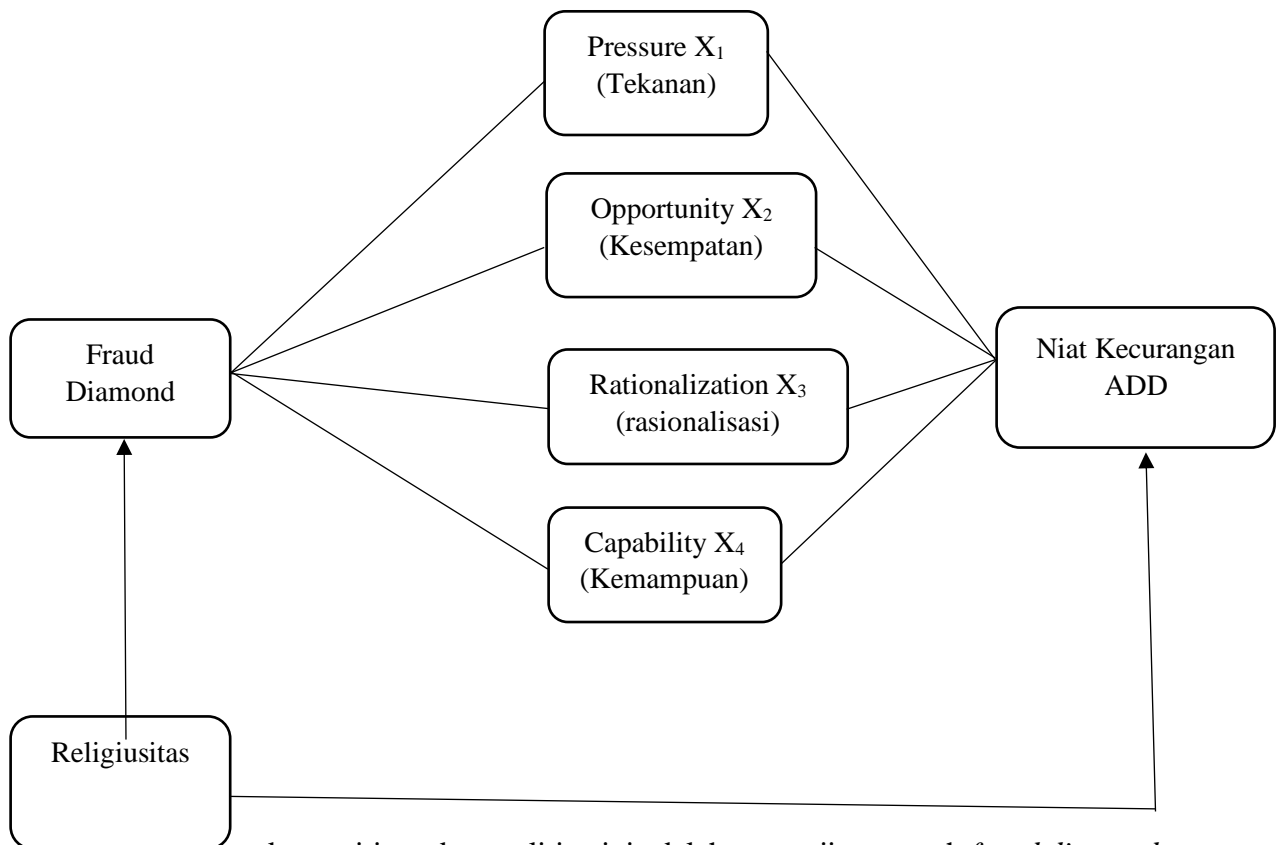 Pressure X₁
(Tekanan)
Opportunity X₂
(Kesempatan)
Fraud
Diamond
Rationalization X₃
(rasionalisasi)
Niat Kecurangan
ADD
Capability X₄
(Kemampuan)
Religiusitas